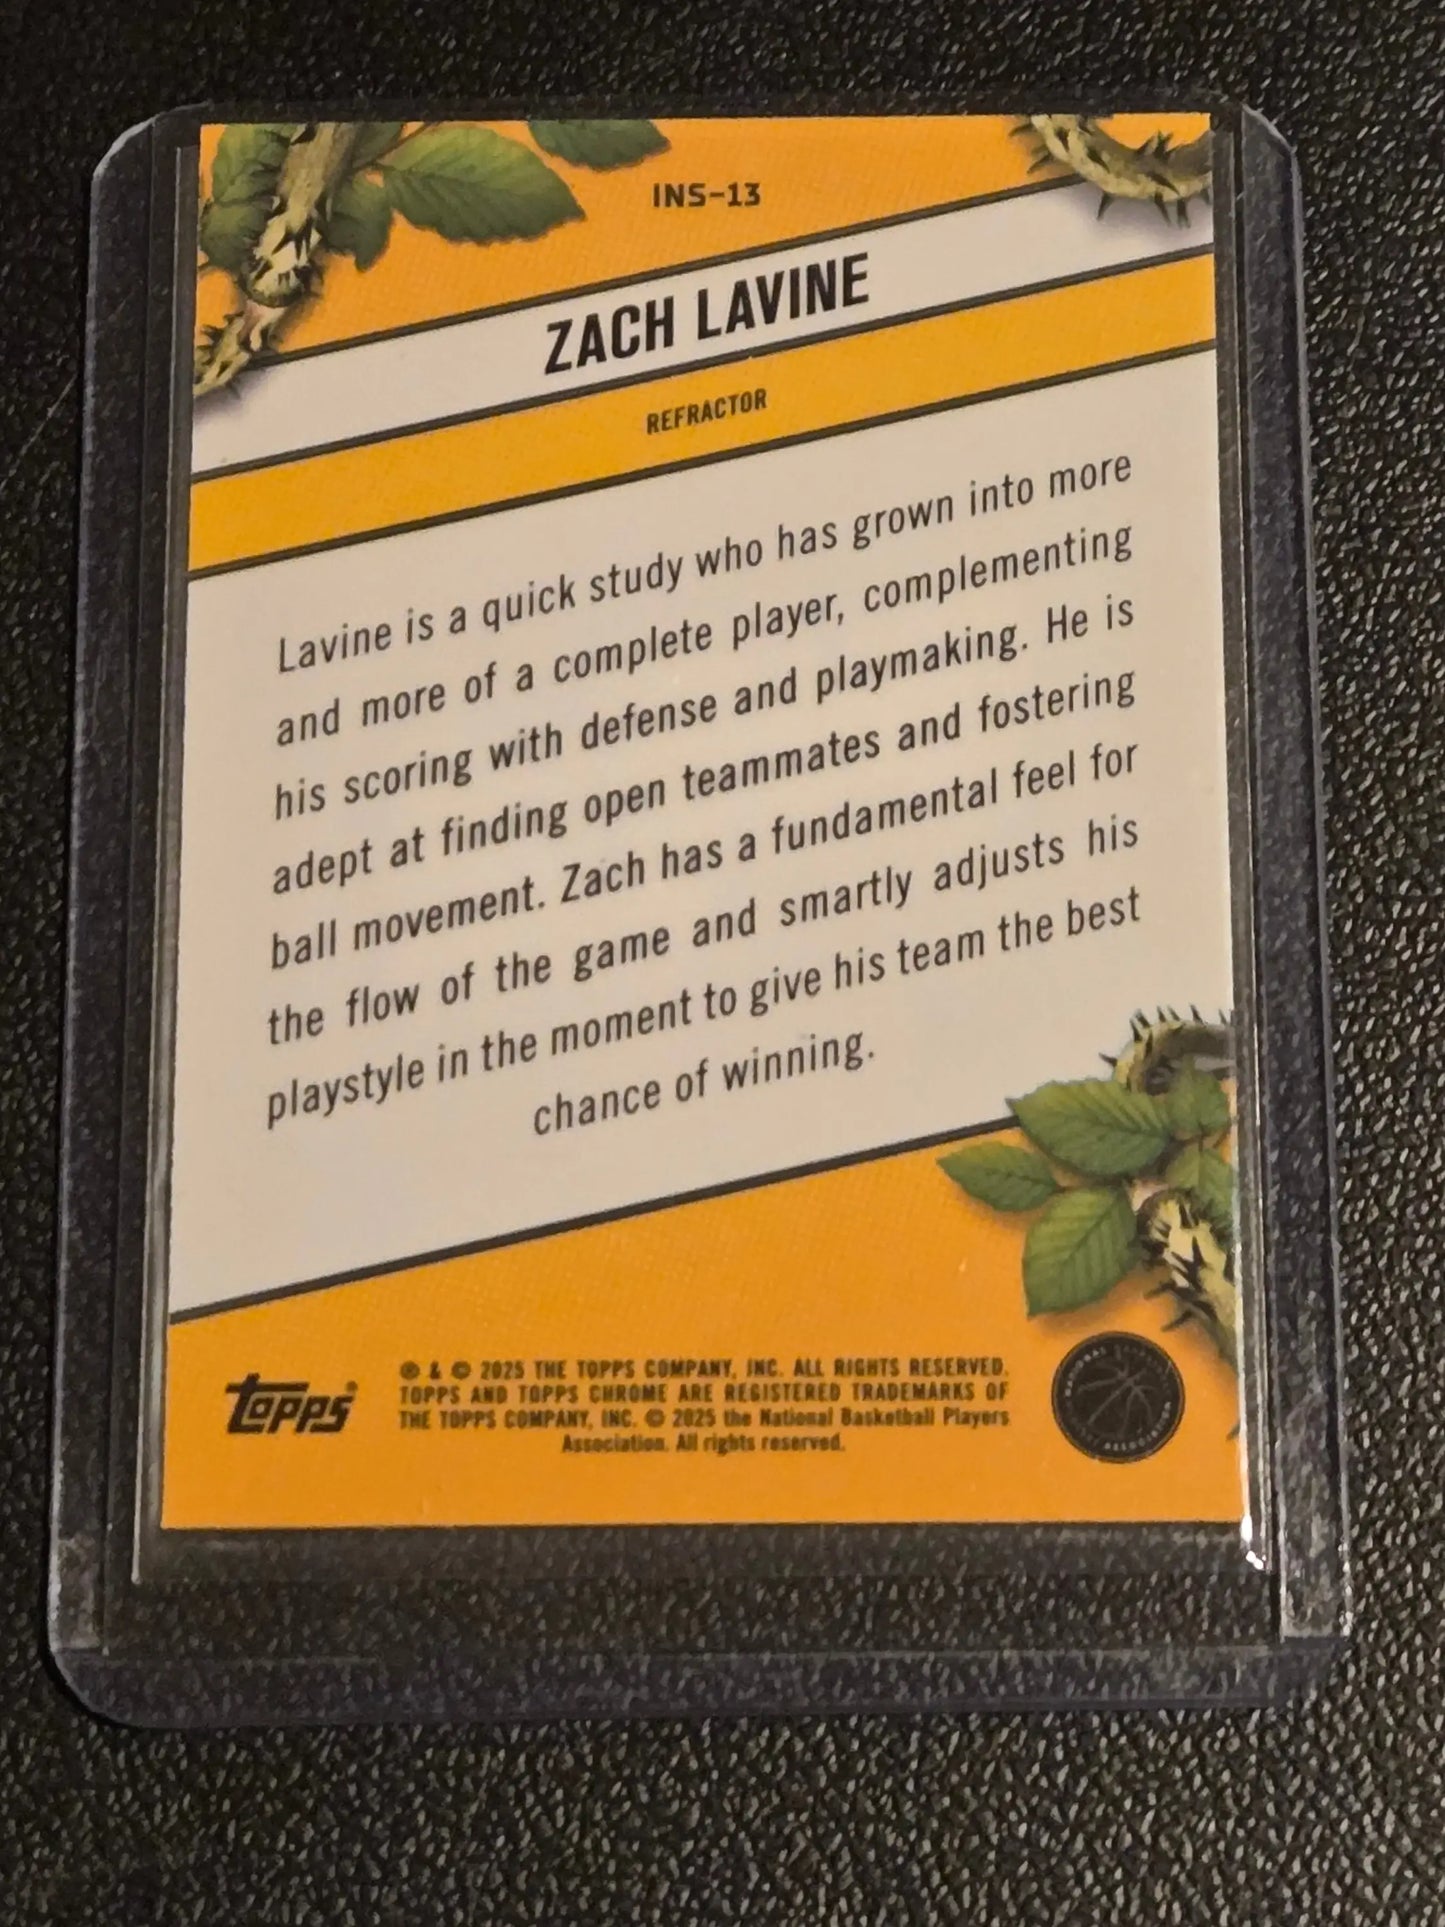 INS-13
ZACH LAVINE
REFRACTOR
Lavine is a quick study who has grown into more
and more of a complete player, complementing
his scoring with defense and playmaking. He is
adept at finding open teammates and fostering
ball movement. Zach has a fundamental feel for
the flow of the game and smartly adjusts his
playstyle in the moment to give his team the best
chance of winning.
topps®
® & © 2025 THE TOPPS COMPANY, INC. ALL RIGHTS RESERVED.
TOPPS AND TOPPS CHROME ARE REGISTERED TRADEMARKS OF
THE TOPPS COMPANY, INC. © 2025 the National Basketball Players
Association. All rights reserved.